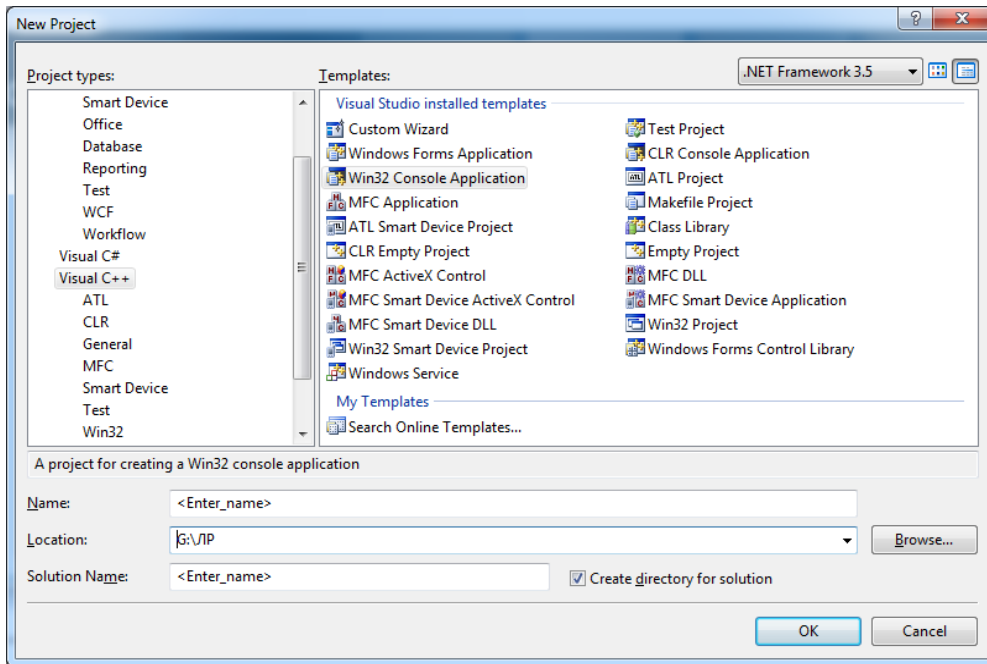 New Project
Project types:
Templates:
.NET Framework 3.5
Smart Device
Office
Database
Reporting
Test
WCF
Workflow
Visual C#
Visual C++
ATL
CLR
General
MFC
Smart Device
Test
Win32
Visual Studio installed templates
Custom Wizard
Windows Forms Application
Win32 Console Application
MFC Application
ATL Smart Device Project
CLR Empty Project
MFC ActiveX Control
MFC Smart Device ActiveX Control
MFC Smart Device DLL
Win32 Smart Device Project
Windows Service
Test Project
CLR Console Application
ATL Project
Makefile Project
Class Library
Empty Project
MFC DLL
MFC Smart Device Application
Win32 Project
Windows Forms Control Library
My Templates
Search Online Templates...
A project for creating a Win32 console application
Name:
<Enter_name>
Location:
G:\ЛР
Browse...
Solution Name:
<Enter_name>
Create directory for solution
OK
Cancel